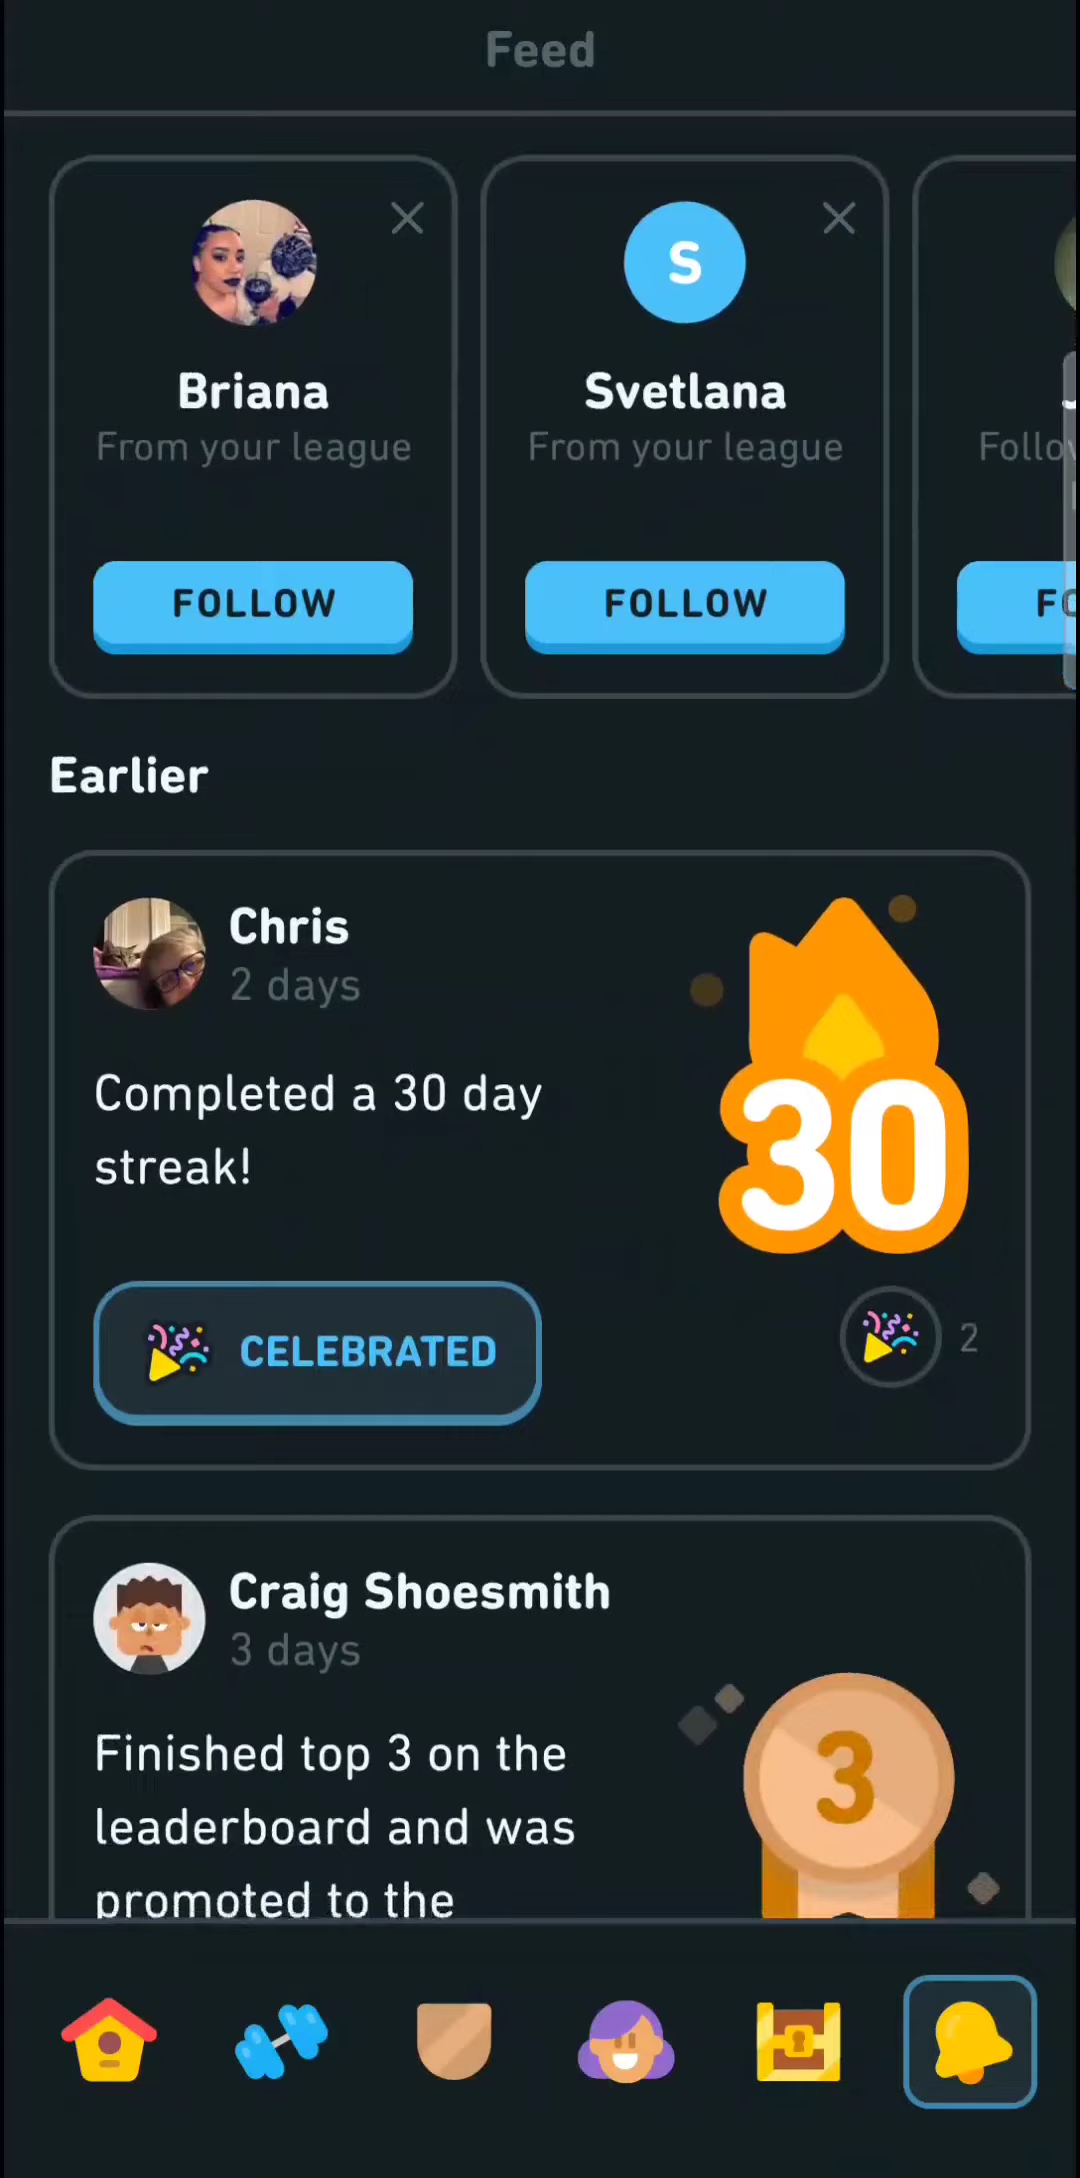 Feed
S
Briana
From your league
FOLLOW
Svetlana
From your league
FOLLOW
Earlier
Chris
2 days
Completed a 30 day
streak!
30
CELEBRATED
2
Craig Shoesmith
3 days
Finished top 3 on the
leaderboard and was
promoted to the
3